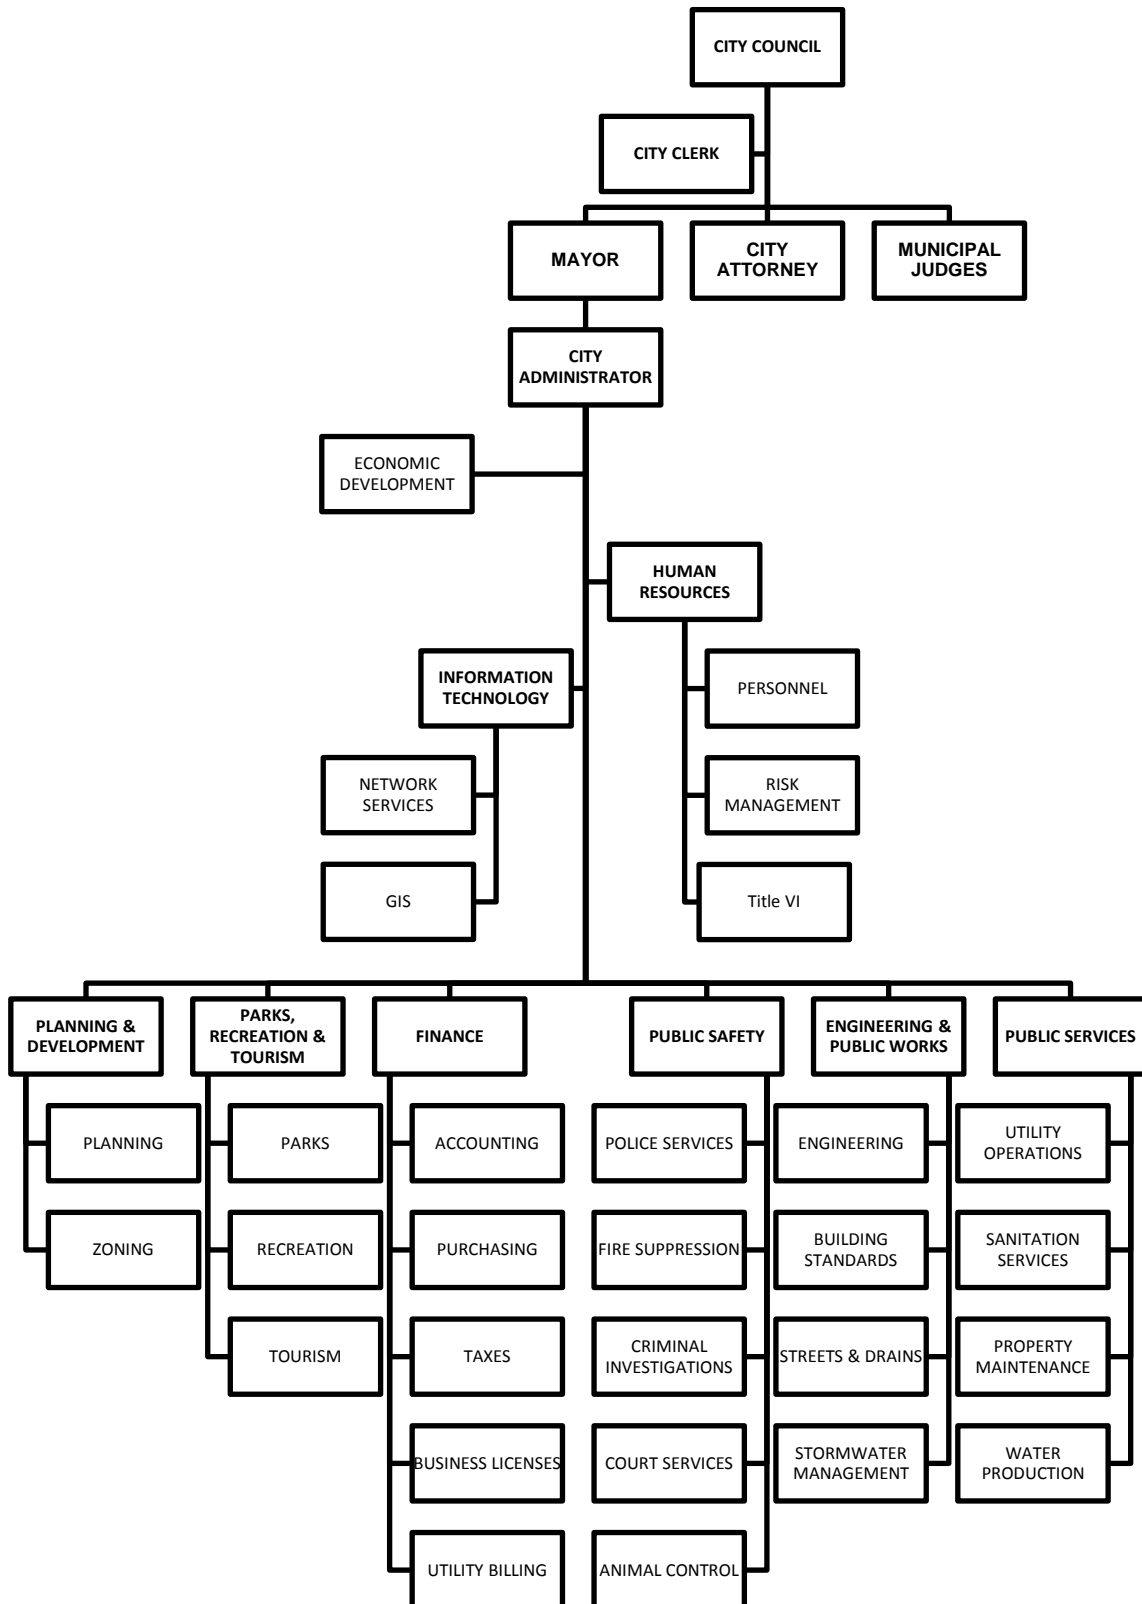 CITY COUNCIL
CITY CLERK
MAYOR
CITY
ATTORNEY
MUNICIPAL
JUDGES
CITY
ADMINISTRATOR
ECONOMIC
DEVELOPMENT
HUMAN
RESOURCES
INFORMATION
TECHNOLOGY
PERSONNEL
NETWORK
SERVICES
RISK
MANAGEMENT
GIS
Title VI
PLANNING &
DEVELOPMENT
PARKS,
RECREATION &
TOURISM
FINANCE
PUBLIC SAFETY
ENGINEERING &
PUBLIC WORKS
PUBLIC SERVICES
PLANNING
PARKS
ACCOUNTING
POLICE SERVICES
ENGINEERING
UTILITY
OPERATIONS
ZONING
RECREATION
PURCHASING
FIRE SUPPRESSION
BUILDING
STANDARDS
SANITATION
SERVICES
TOURISM
TAXES
CRIMINAL
INVESTIGATIONS
STREETS & DRAINS
PROPERTY
MAINTENANCE
BUSINESS LICENSES
COURT SERVICES
STORMWATER
MANAGEMENT
WATER
PRODUCTION
UTILITY BILLING
ANIMAL CONTROL